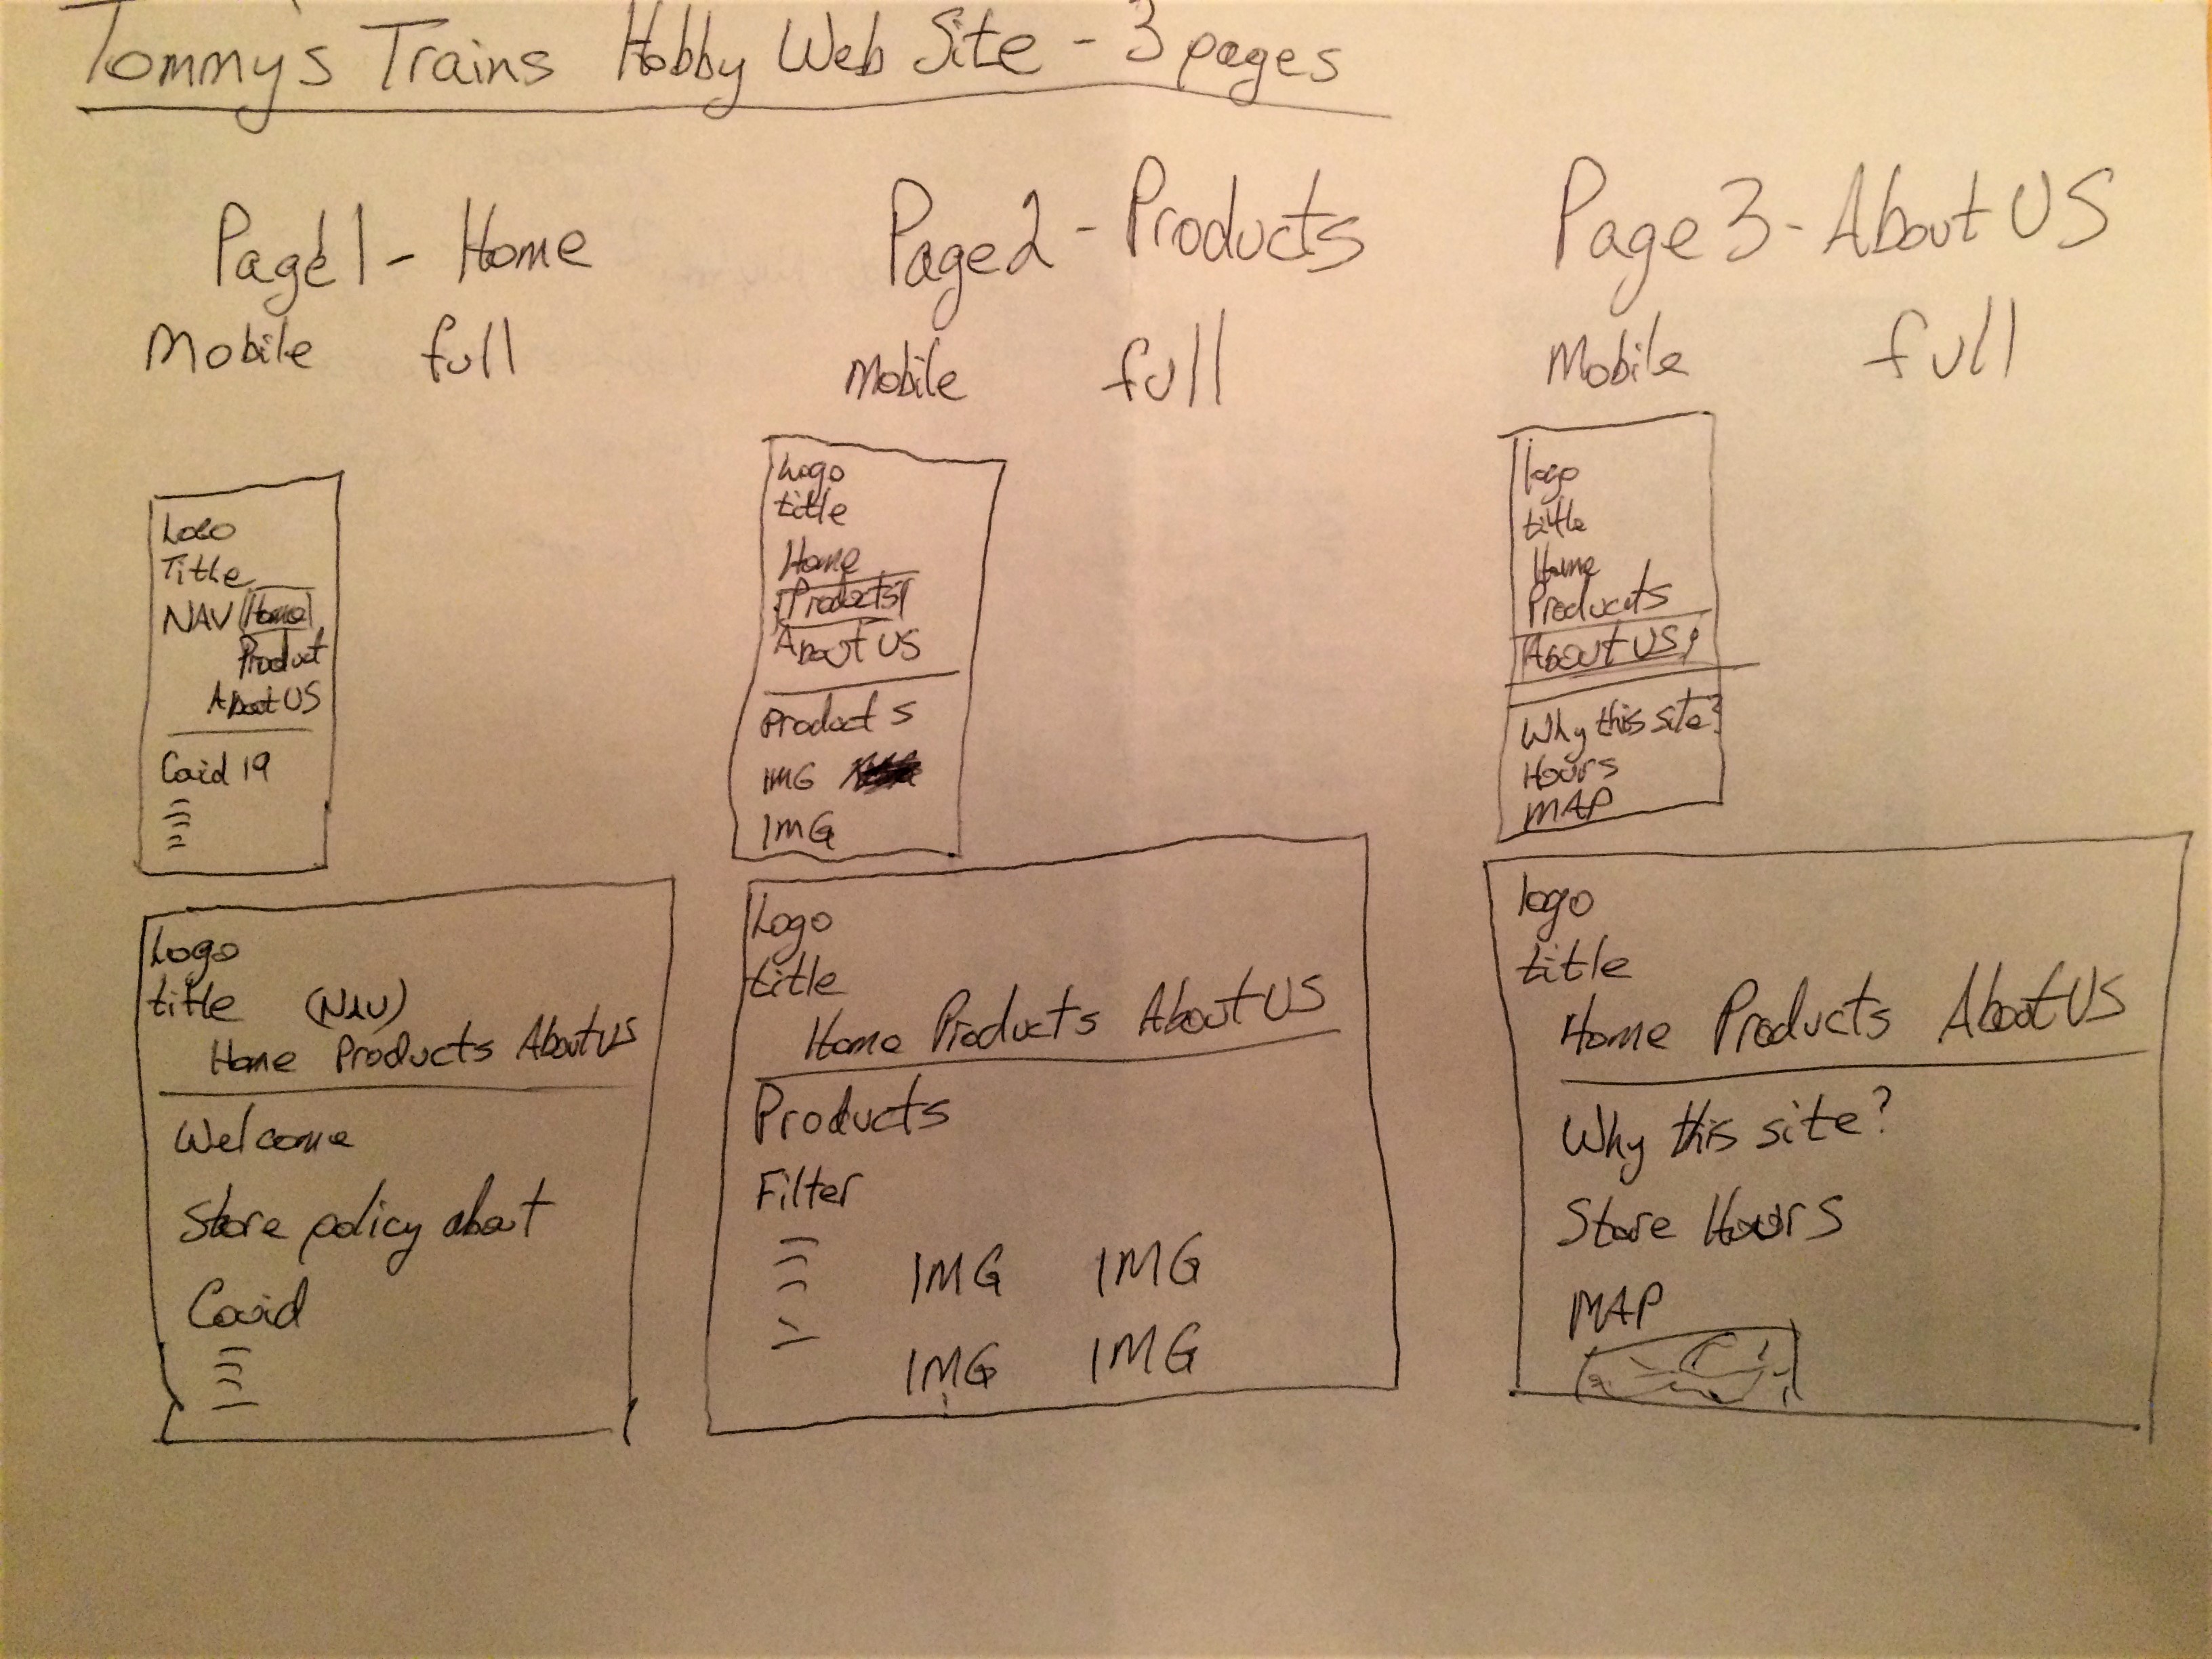 Tommy's Trains Hobby Web Site - 3 pages
Page 1 - Home
Mobile full
Logo
Title
NAV Home
Product
About US
Covid 19
Logo
title (NAV)
Home Products About US
Welcome
Store policy about
Covid
Page 2 - Products
Mobile full
Logo
title
Home
Products
About US
Products
IMG
IMG
Logo
title
Home Products About US
Products
Filter
IMG IMG
IMG IMG
Page 3 - About US
Mobile full
logo
title
Home
Products
About US
Why this site?
Hours
MAP
logo
title
Home Products About US
Why this site?
Store Hours
MAP